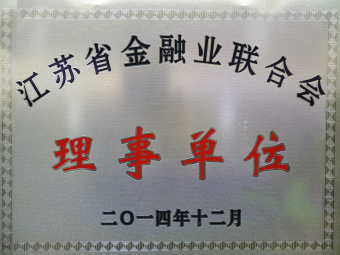 江苏省金融业联合会
理事单位
二〇一四年十二月